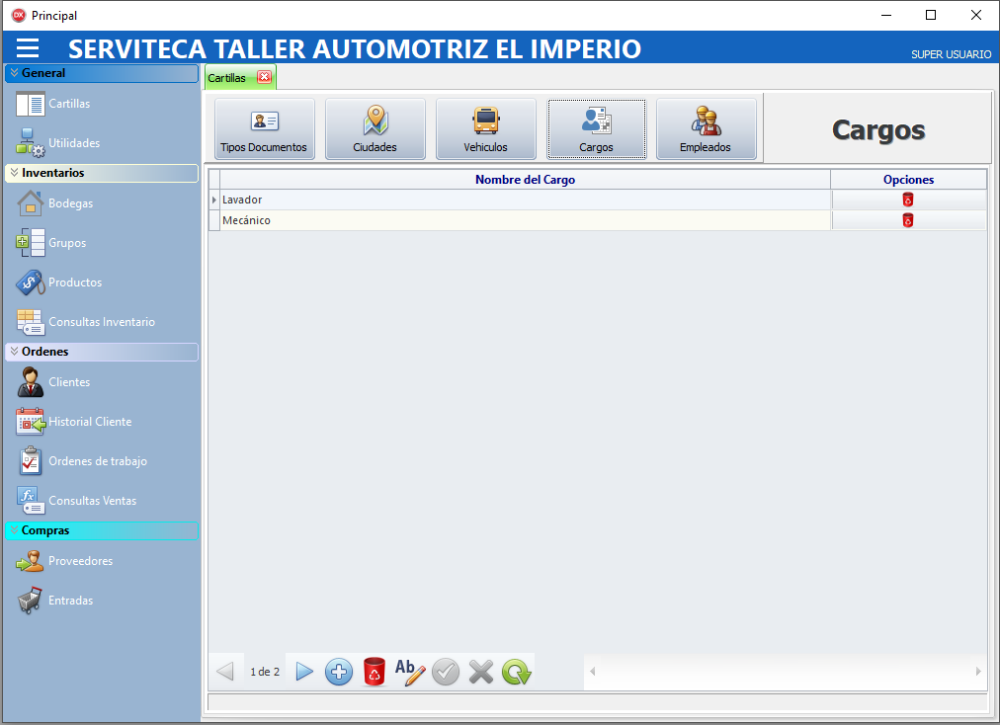 Principal
SERVITECA TALLER AUTOMOTRIZ EL IMPERIO
SUPER USUARIO
General
Cartillas
Utilidades
Inventarios
Bodegas
Grupos
Productos
Consultas Inventario
Ordenes
Clientes
Historial Cliente
Ordenes de trabajo
Consultas Ventas
Compras
Proveedores
Entradas
Cartillas
Tipos Documentos
Ciudades
Vehiculos
Cargos
Empleados
Cargos
Nombre del Cargo Opciones
Lavador
Mecánico
1 de 2
Ab